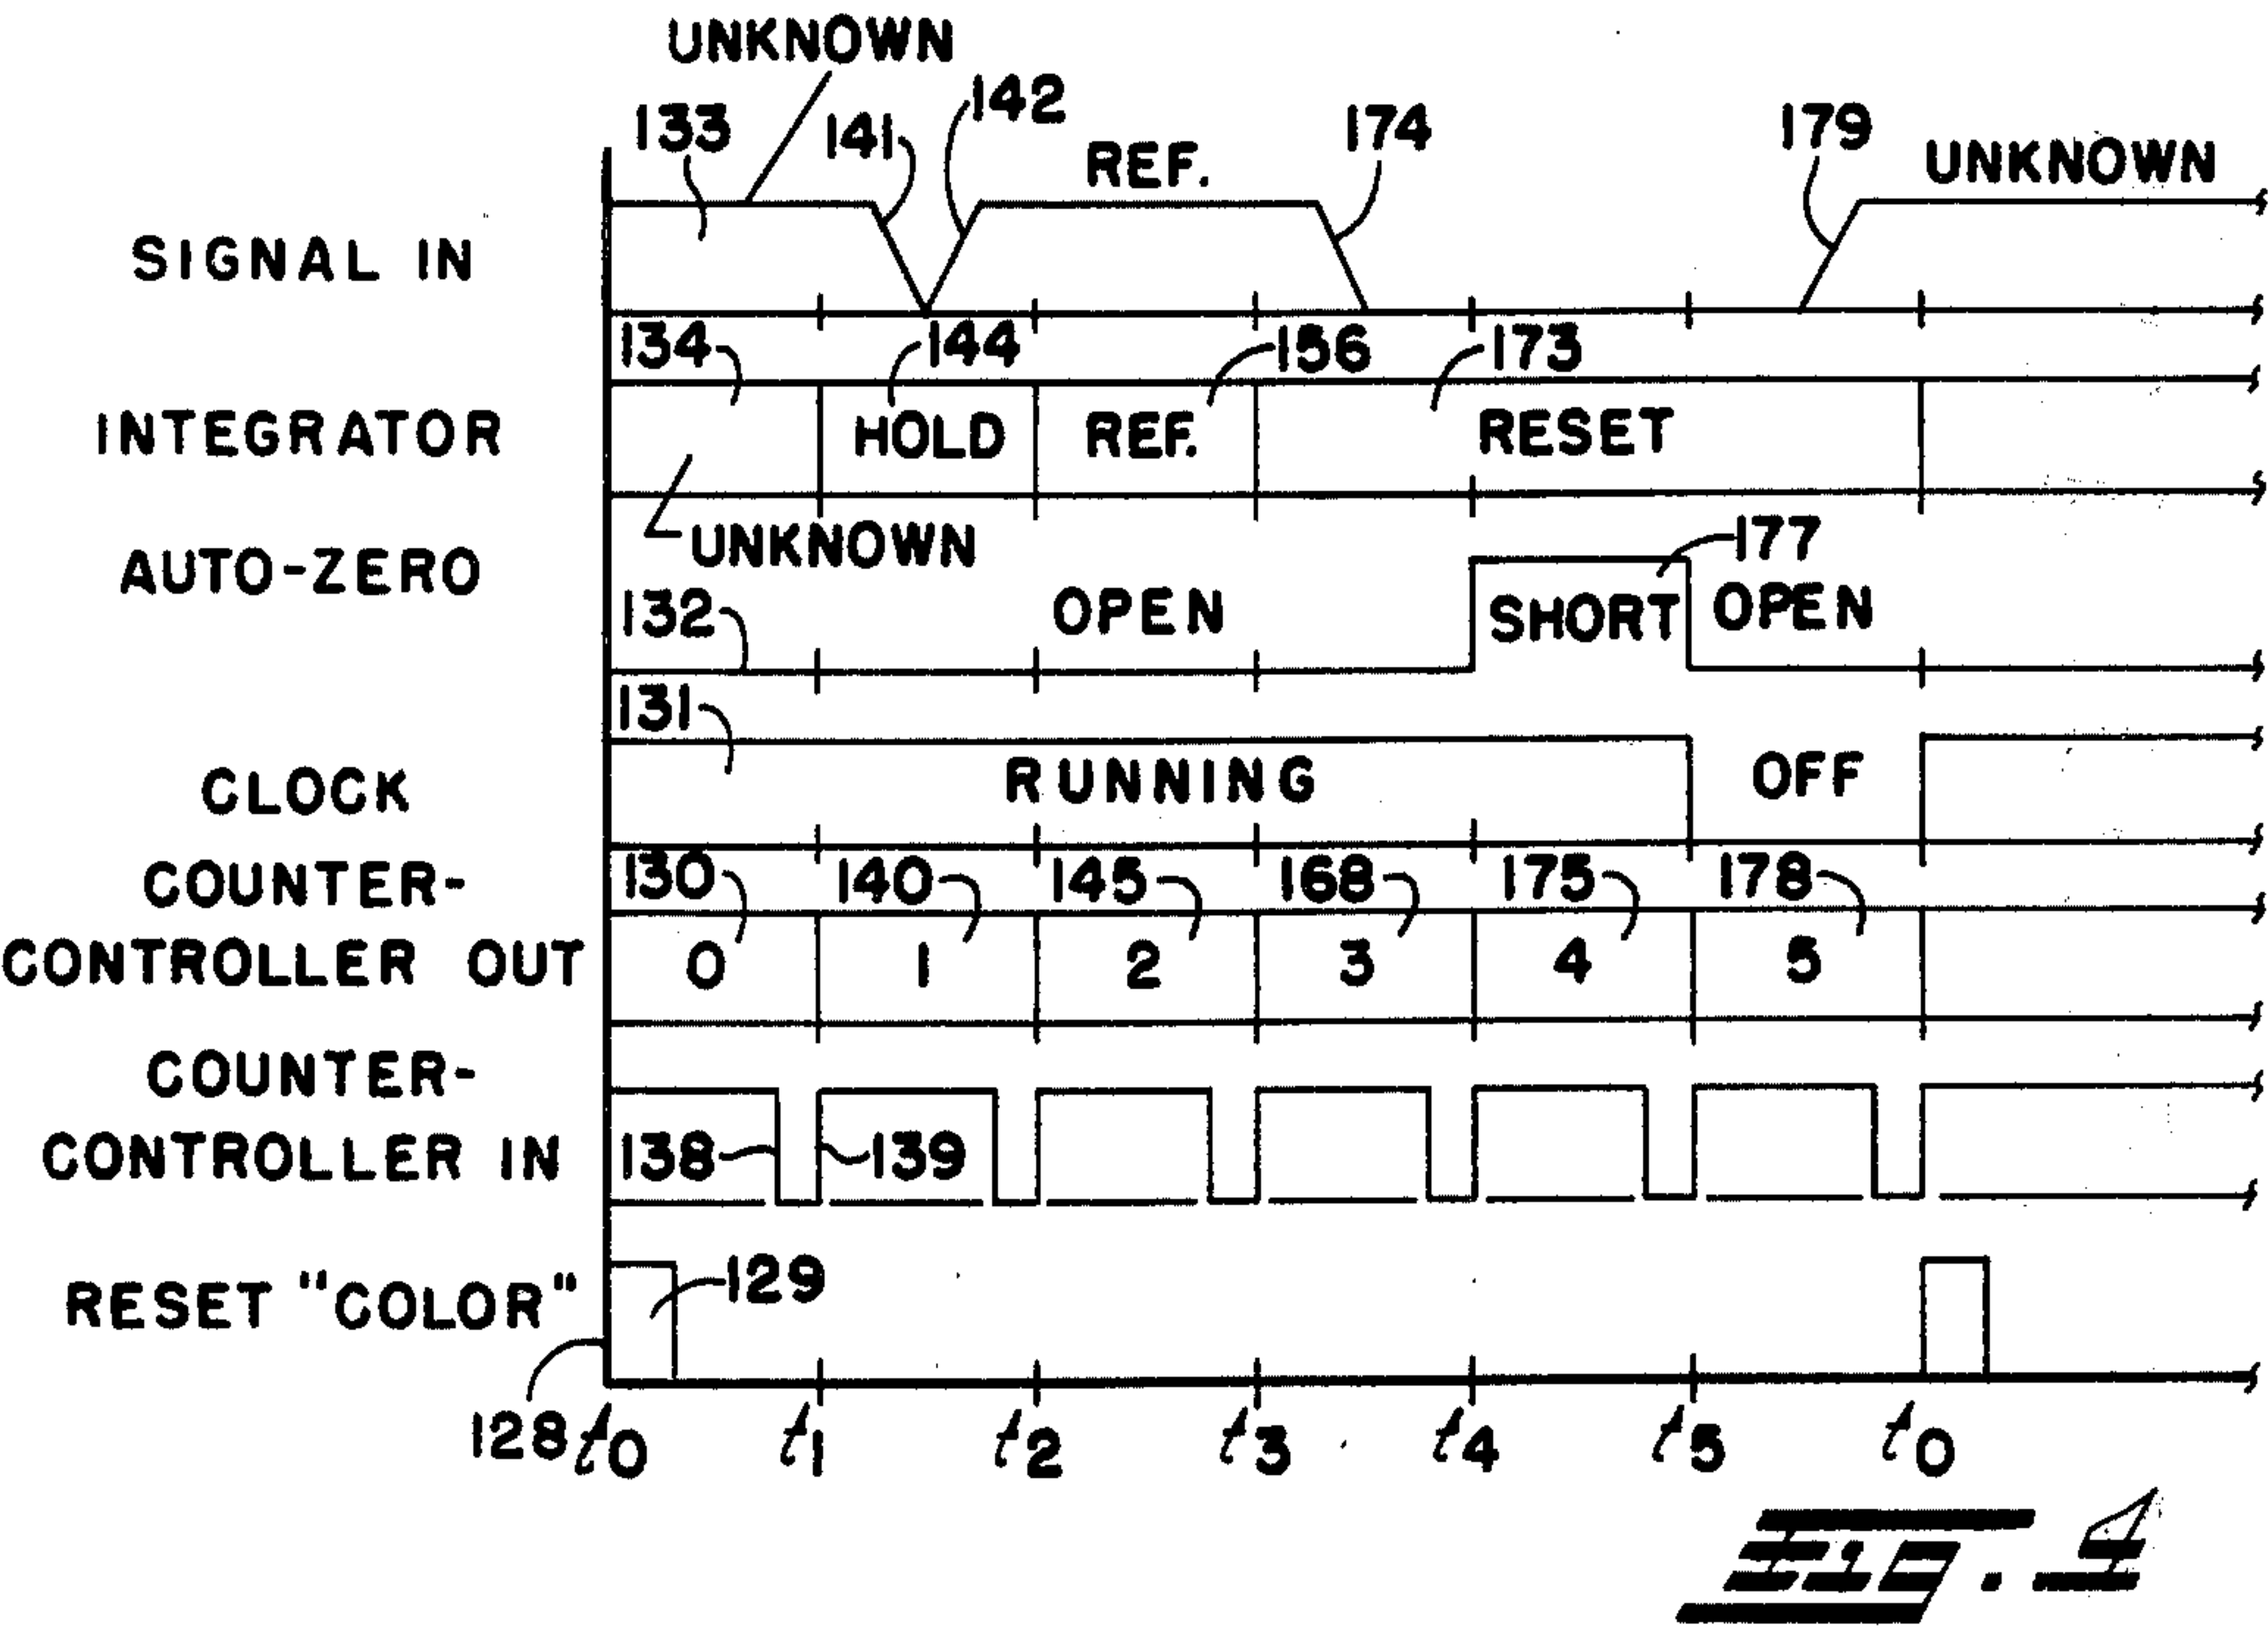 UNKNOWN
133
141
142
REF.
174
179
UNKNOWN
SIGNAL IN
134
144
156
173
INTEGRATOR
HOLD
REF.
RESET
UNKNOWN
AUTO-ZERO
132
OPEN
177
SHORT
OPEN
131
CLOCK
RUNNING
OFF
COUNTER-
CONTROLLER OUT
130
140
145
168
175
178
0
1
2
3
4
5
COUNTER-
CONTROLLER IN
138
139
RESET "COLOR"
129
128
t0
t1
t2
t3
t4
t5
t0
FIG. 4